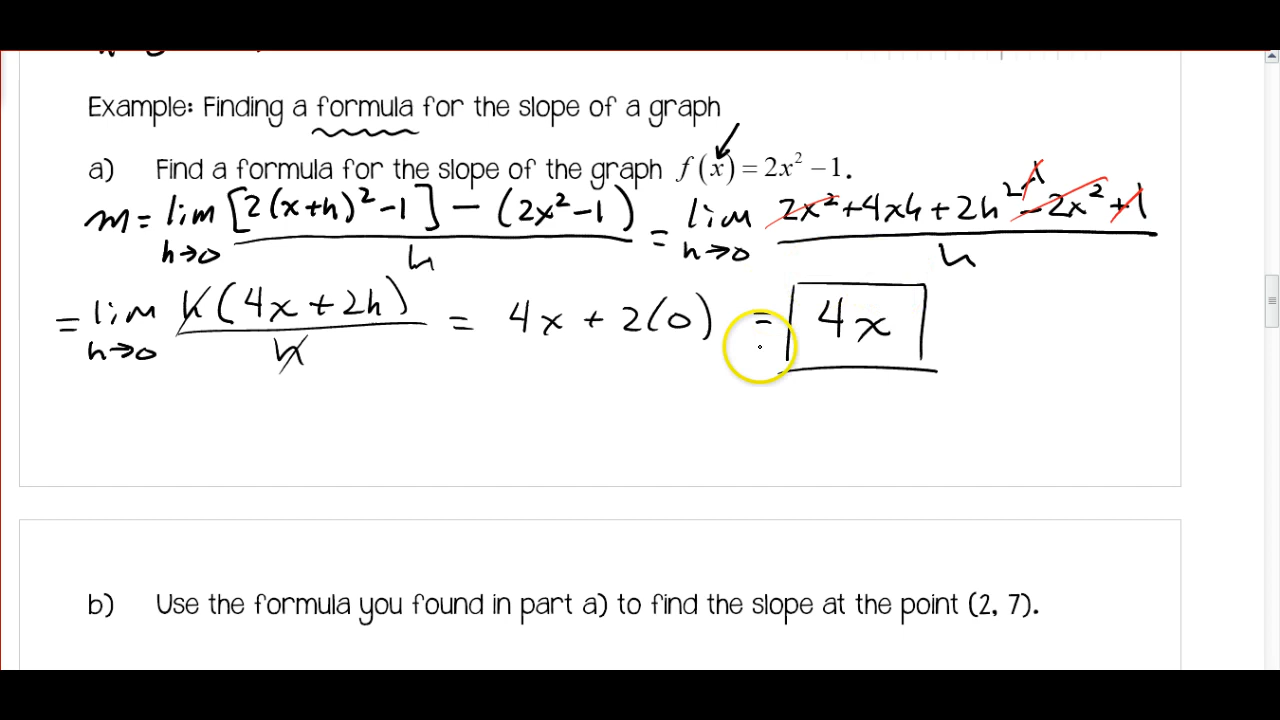 Example: Finding a formula for the slope of a graph
a) Find a formula for the slope of the graph f(x) = 2x² − 1.
m = lim h→0 [2(x+h)² − 1] − (2x² − 1) / h = lim h→0 2x² + 4xh + 2h² − 1 − 2x² + 1 / h
= lim h→0 h(4x + 2h) / h = 4x + 2(0) = 4x
b) Use the formula you found in part a) to find the slope at the point (2, 7).